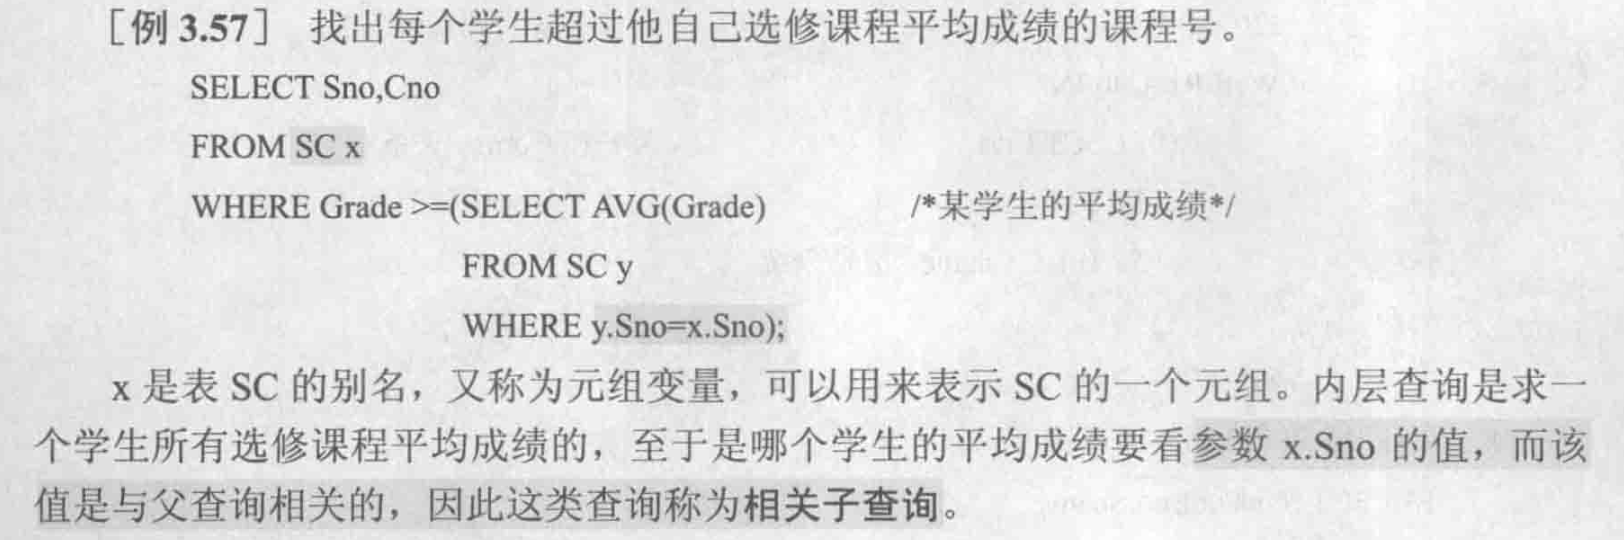 ［例 3.57］ 找出每个学生超过他自己选修课程平均成绩的课程号。
SELECT Sno,Cno
FROM SC x
WHERE Grade >=(SELECT AVG(Grade) /*某学生的平均成绩*/
FROM SC y
WHERE y.Sno=x.Sno);
x 是表 SC 的别名，又称为元组变量，可以用来表示 SC 的一个元组。内层查询是求一
个学生所有选修课程平均成绩的，至于是哪个学生的平均成绩要看参数 x.Sno 的值，而该
值是与父查询相关的，因此这类查询称为相关子查询。